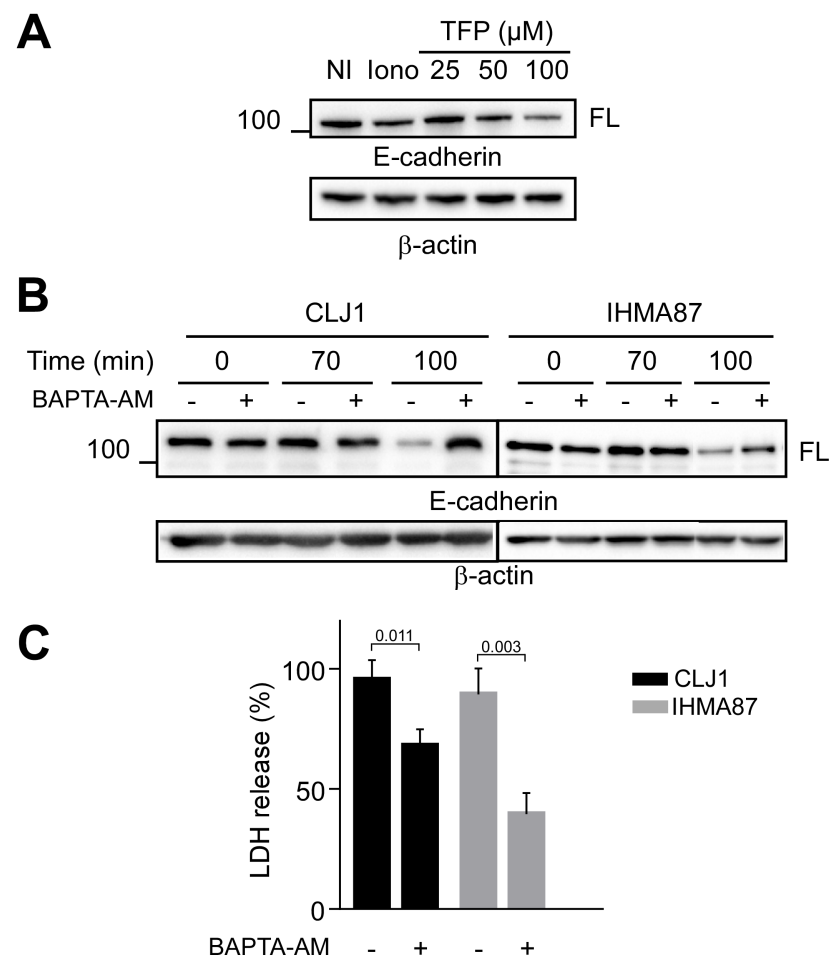 A
TFP (µM)
NI Iono 25 50 100
100
FL
E-cadherin
β-actin
B
CLJ1 IHMA87
Time (min) 0 70 100 0 70 100
BAPTA-AM - + - + - + - + - + - +
100
FL
E-cadherin
β-actin
C
0.011
0.003
100
50
0
LDH release (%)
CLJ1
IHMA87
BAPTA-AM - + - +